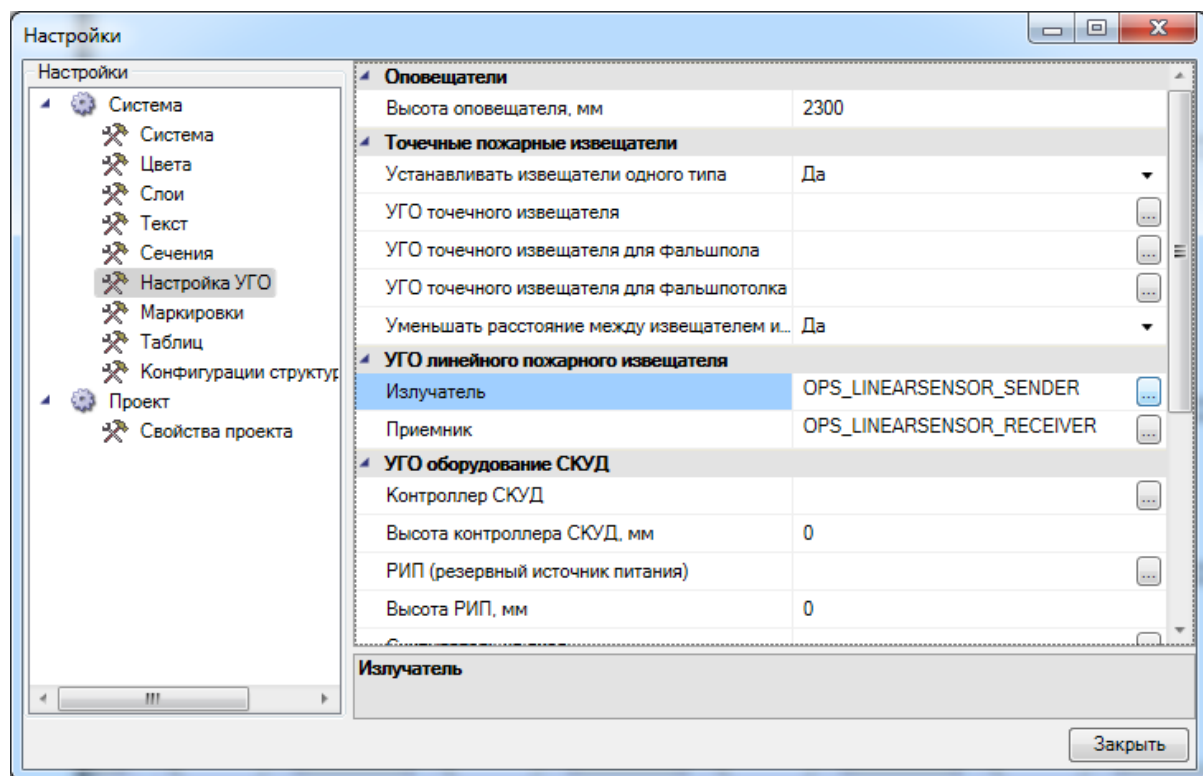 Настройки
Настройки
Система
Система
Цвета
Слои
Текст
Сечения
Настройка УГО
Маркировки
Таблиц
Конфигурации структур
Проект
Свойства проекта
Оповещатели
Высота оповещателя, мм 2300
Точечные пожарные извещатели
Устанавливать извещатели одного типа Да
УГО точечного извещателя ...
УГО точечного извещателя для фальшпола ...
УГО точечного извещателя для фальшпотолка ...
Уменьшать расстояние между извещателем и... Да
УГО линейного пожарного извещателя
Излучатель OPS_LINEARSENSOR_SENDER ...
Приемник OPS_LINEARSENSOR_RECEIVER ...
УГО оборудование СКУД
Контроллер СКУД ...
Высота контроллера СКУД, мм 0
РИП (резервный источник питания) ...
Высота РИП, мм 0
Излучатель
Закрыть